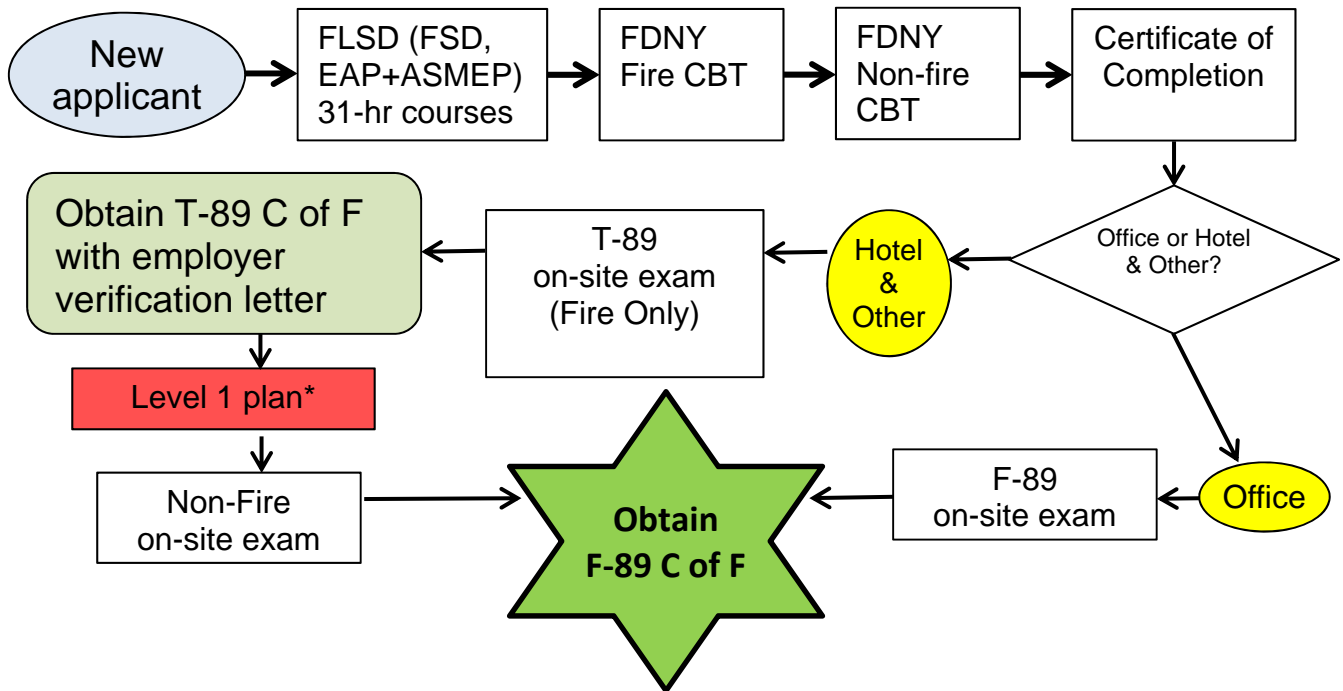 New
applicant
FLSD (FSD,
EAP+ASMEP)
31-hr courses
FDNY
Fire CBT
FDNY
Non-fire
CBT
Certificate of
Completion
Office or Hotel
& Other?
Hotel
&
Other
T-89
on-site exam
(Fire Only)
Obtain T-89 C of F
with employer
verification letter
Level 1 plan*
Non-Fire
on-site exam
Obtain
F-89 C of F
F-89
on-site exam
Office